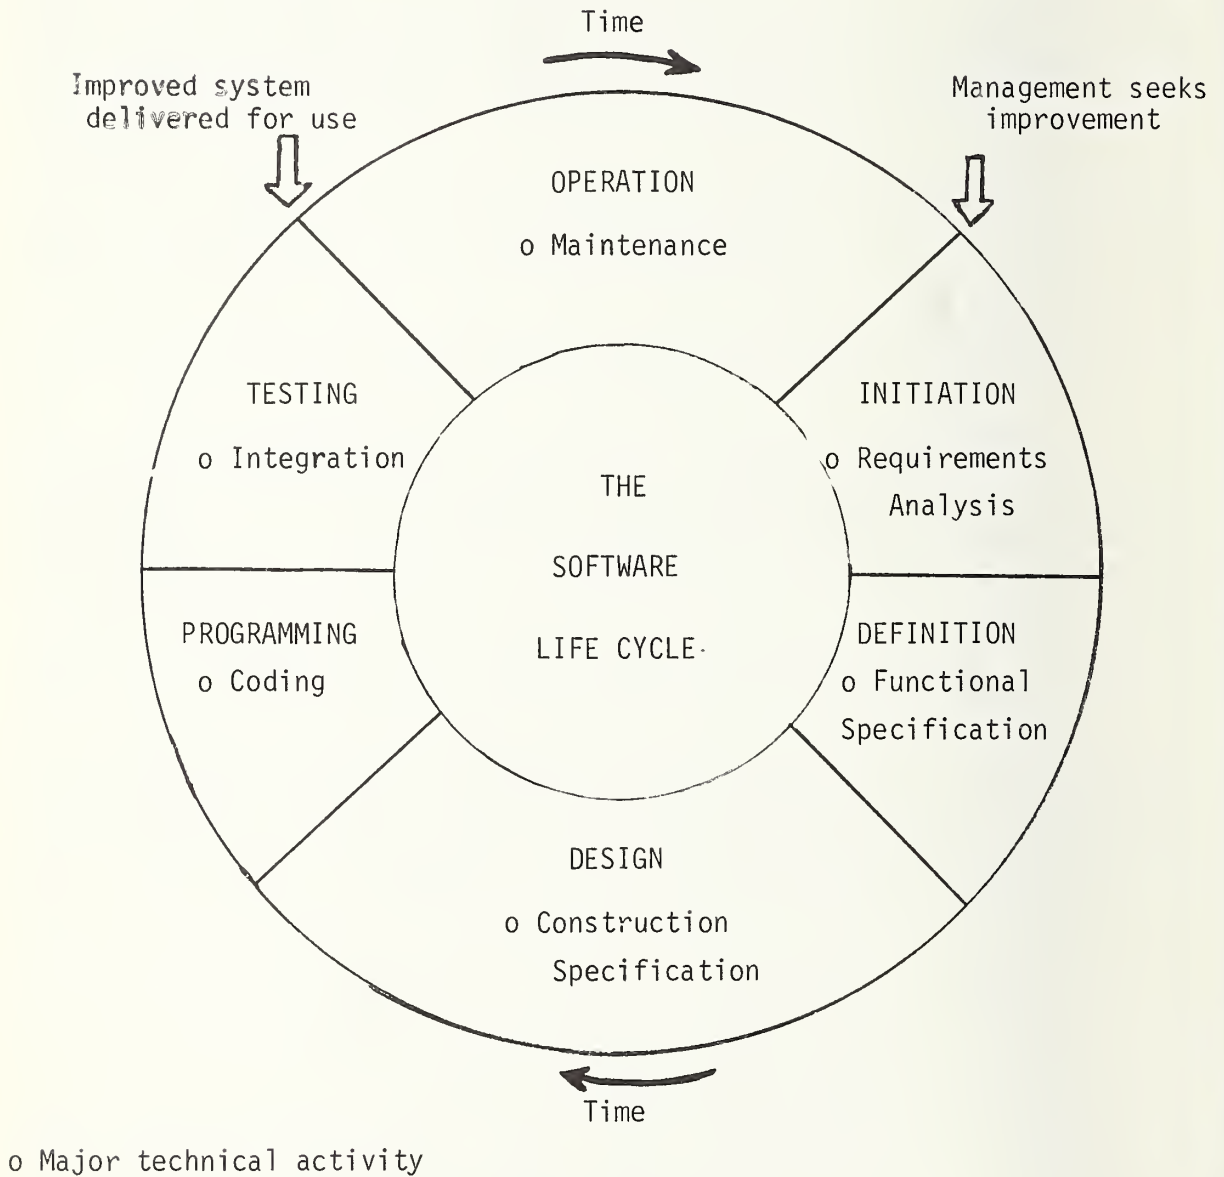 Time
Improved system
delivered for use
Management seeks
improvement
OPERATION
o Maintenance
TESTING
o Integration
INITIATION
o Requirements
Analysis
THE
SOFTWARE
LIFE CYCLE
PROGRAMMING
o Coding
DEFINITION
o Functional
Specification
DESIGN
o Construction
Specification
Time
o Major technical activity